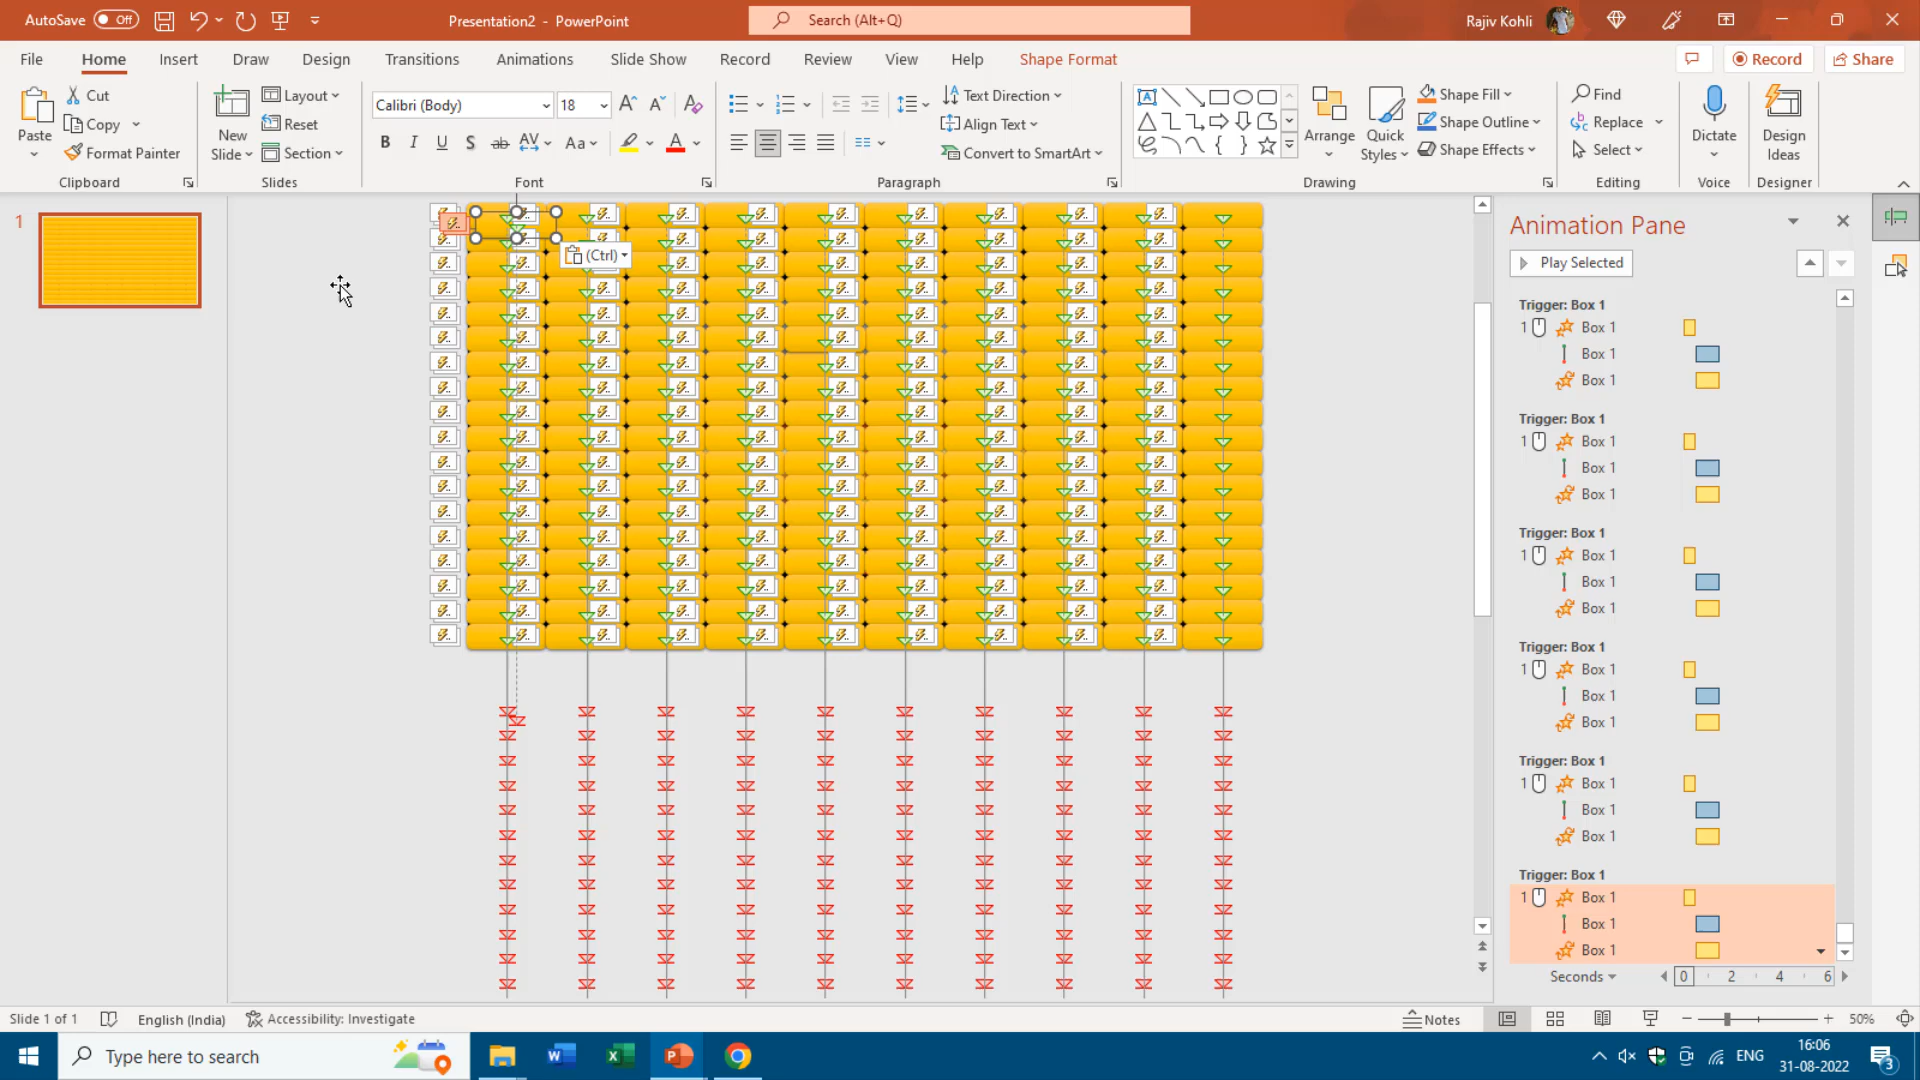 AutoSave Off Presentation2 - PowerPoint Search (Alt+Q) Rajiv Kohli
File Home Insert Draw Design Transitions Animations Slide Show Record Review View Help Shape Format Record Share
Paste Cut Copy Format Painter Clipboard
New Slide Layout Reset Section Slides
Calibri (Body) 18 B I U S ab AV Aa A Font
Text Direction Align Text Convert to SmartArt Paragraph
Arrange Quick Styles Shape Fill Shape Outline Shape Effects Drawing
Find Replace Select Editing
Dictate Voice
Design Ideas Designer
1
(Ctrl)
Animation Pane
Play Selected
Trigger: Box 1
1 Box 1
Box 1
Box 1
Trigger: Box 1
1 Box 1
Box 1
Box 1
Trigger: Box 1
1 Box 1
Box 1
Box 1
Trigger: Box 1
1 Box 1
Box 1
Box 1
Trigger: Box 1
1 Box 1
Box 1
Box 1
Trigger: Box 1
1 Box 1
Box 1
Box 1
Seconds 0 2 4 6
Slide 1 of 1 English (India) Accessibility: Investigate Notes 50%
Type here to search ENG 16:06
31-08-2022 3